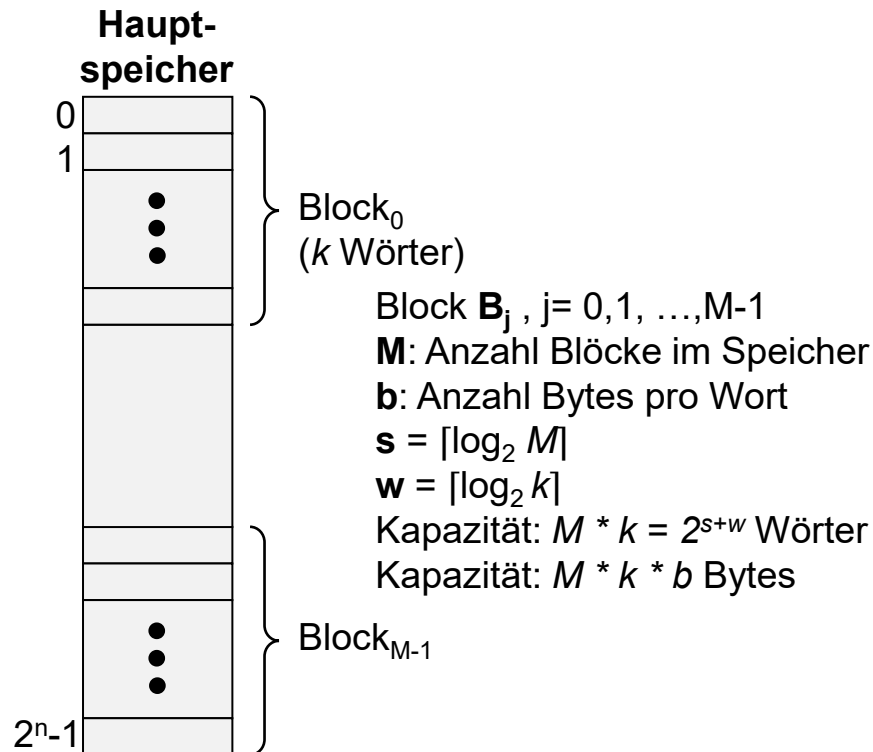 Haupt-
speicher
0
1
Block₀
(k Wörter)
Block Bⱼ , j= 0,1, …,M-1
M: Anzahl Blöcke im Speicher
b: Anzahl Bytes pro Wort
s = ⌈log₂ M⌉
w = ⌈log₂ k⌉
Kapazität: M * k = 2ˢ⁺ʷ Wörter
Kapazität: M * k * b Bytes
Block_M-1
2ⁿ-1